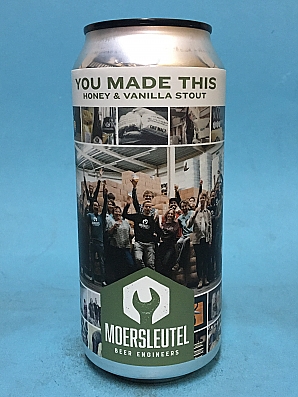 YOU MADE THIS
HONEY & VANILLA STOUT
MOERSLEUTEL
BEER ENGINEERS